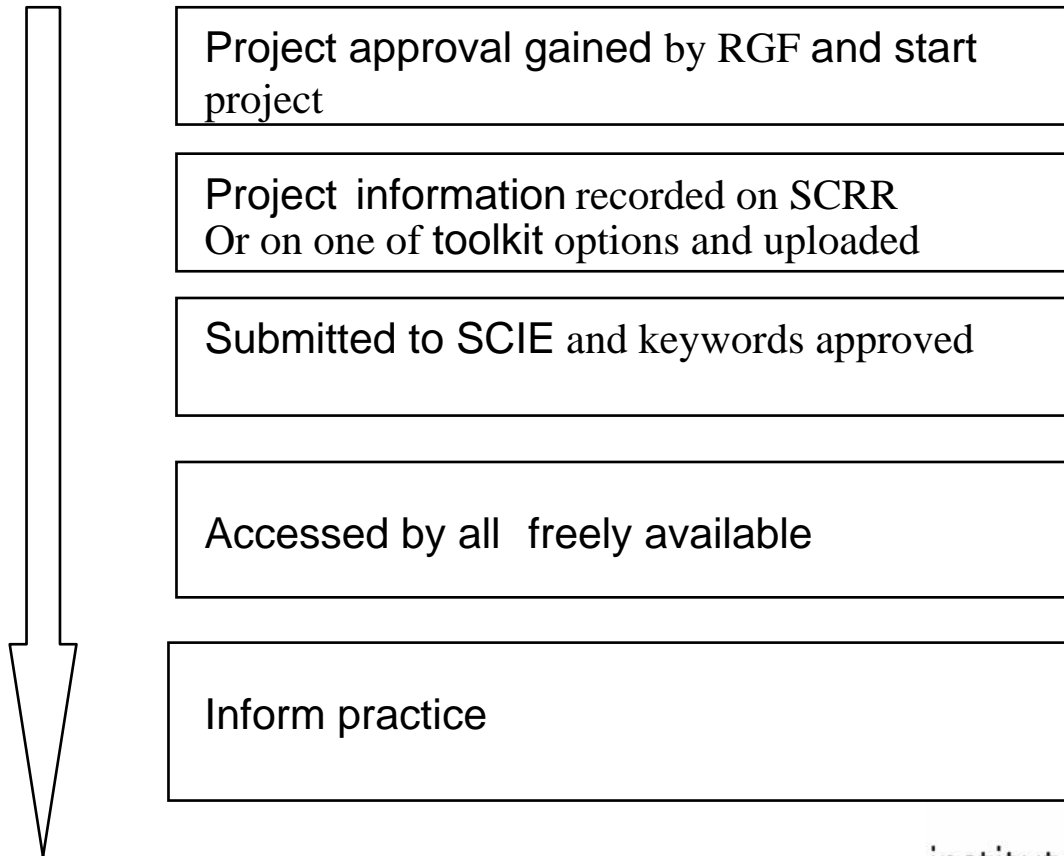 Project approval gained by RGF and start
project
Project information recorded on SCRR
Or on one of toolkit options and uploaded
Submitted to SCIE and keywords approved
Accessed by all freely available
Inform practice